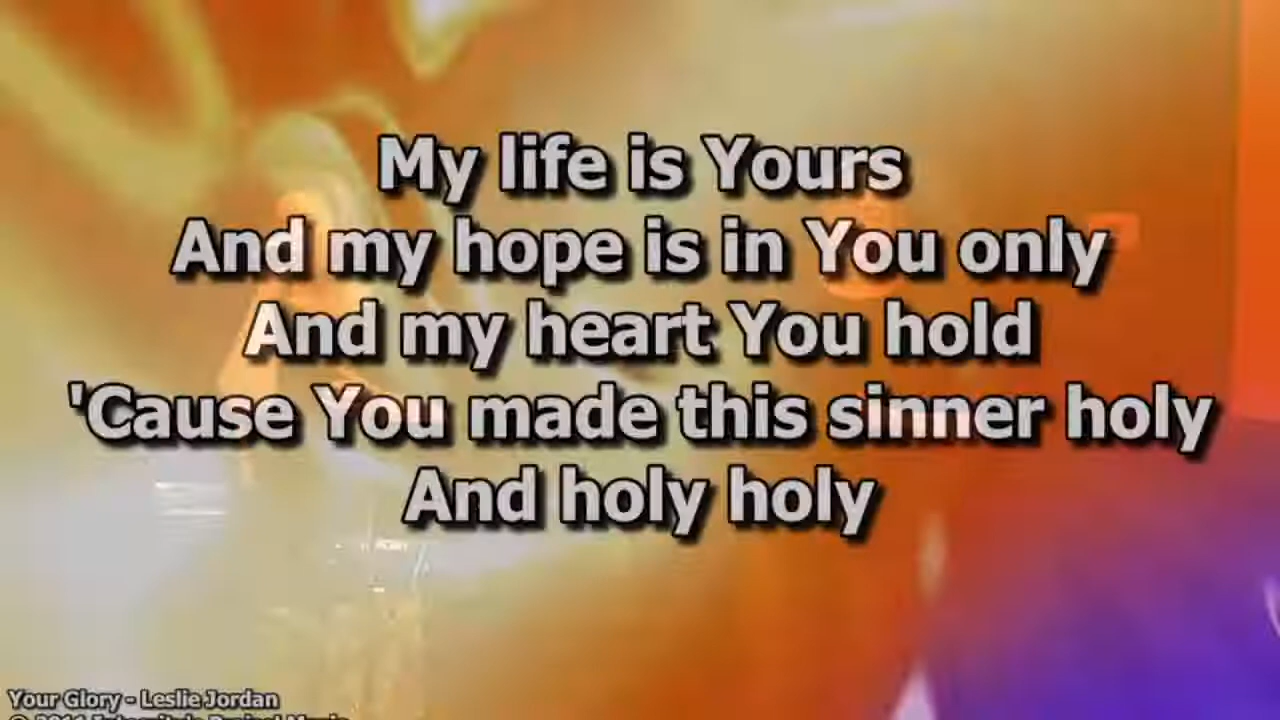 My life is Yours
And my hope is in You only
And my heart You hold
'Cause You made this sinner holy
And holy holy
Your Glory - Leslie Jordan